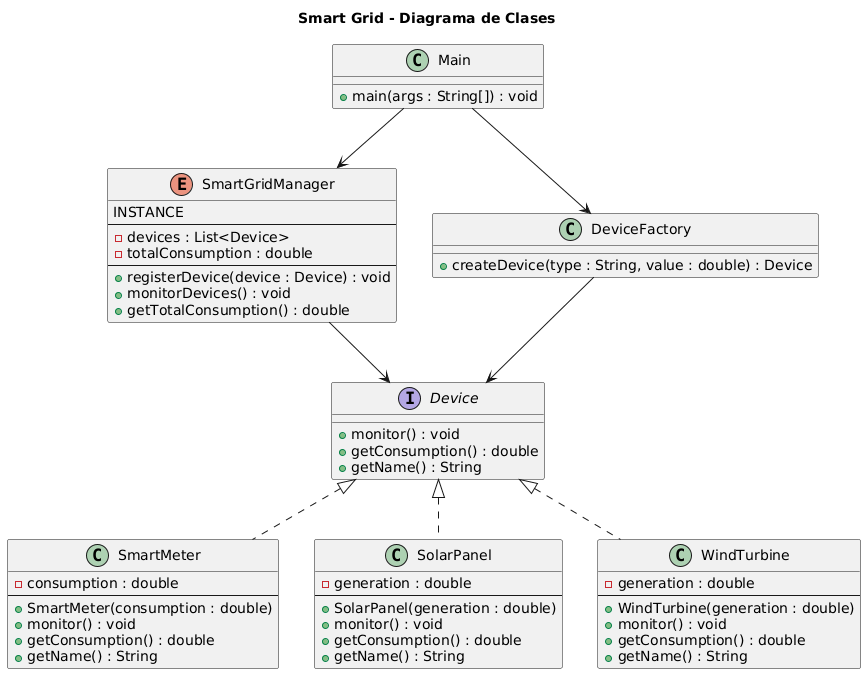 Smart Grid - Diagrama de Clases
C Main
main(args : String[]) : void
E SmartGridManager
INSTANCE
devices : List<Device>
totalConsumption : double
registerDevice(device : Device) : void
monitorDevices() : void
getTotalConsumption() : double
C DeviceFactory
createDevice(type : String, value : double) : Device
I Device
monitor() : void
getConsumption() : double
getName() : String
C SmartMeter
consumption : double
SmartMeter(consumption : double)
monitor() : void
getConsumption() : double
getName() : String
C SolarPanel
generation : double
SolarPanel(generation : double)
monitor() : void
getConsumption() : double
getName() : String
C WindTurbine
generation : double
WindTurbine(generation : double)
monitor() : void
getConsumption() : double
getName() : String